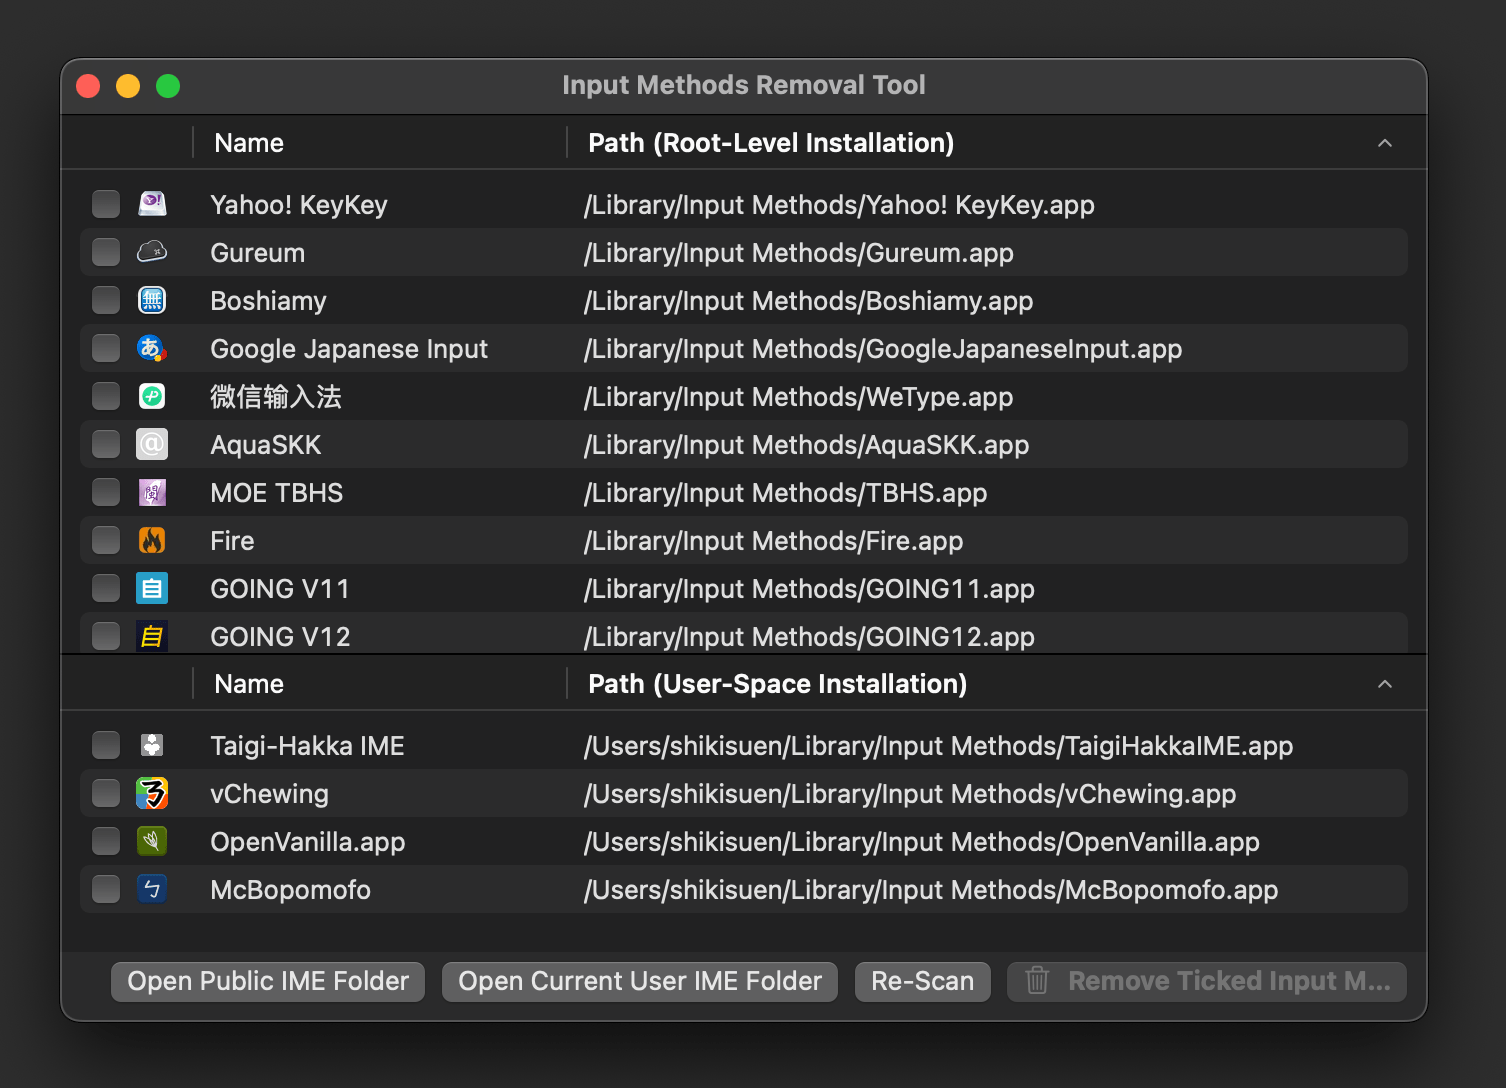 Input Methods Removal Tool
Name Path (Root-Level Installation)
Yahoo! KeyKey /Library/Input Methods/Yahoo! KeyKey.app
Gureum /Library/Input Methods/Gureum.app
無 Boshiamy /Library/Input Methods/Boshiamy.app
あ Google Japanese Input /Library/Input Methods/GoogleJapaneseInput.app
微信输入法 /Library/Input Methods/WeType.app
@ AquaSKK /Library/Input Methods/AquaSKK.app
閩 MOE TBHS /Library/Input Methods/TBHS.app
Fire /Library/Input Methods/Fire.app
自 GOING V11 /Library/Input Methods/GOING11.app
自 GOING V12 /Library/Input Methods/GOING12.app
Name Path (User-Space Installation)
Taigi-Hakka IME /Users/shikisuen/Library/Input Methods/TaigiHakkaIME.app
ㄋ vChewing /Users/shikisuen/Library/Input Methods/vChewing.app
OpenVanilla.app /Users/shikisuen/Library/Input Methods/OpenVanilla.app
ㄅ McBopomofo /Users/shikisuen/Library/Input Methods/McBopomofo.app
Open Public IME Folder Open Current User IME Folder Re-Scan Remove Ticked Input M...